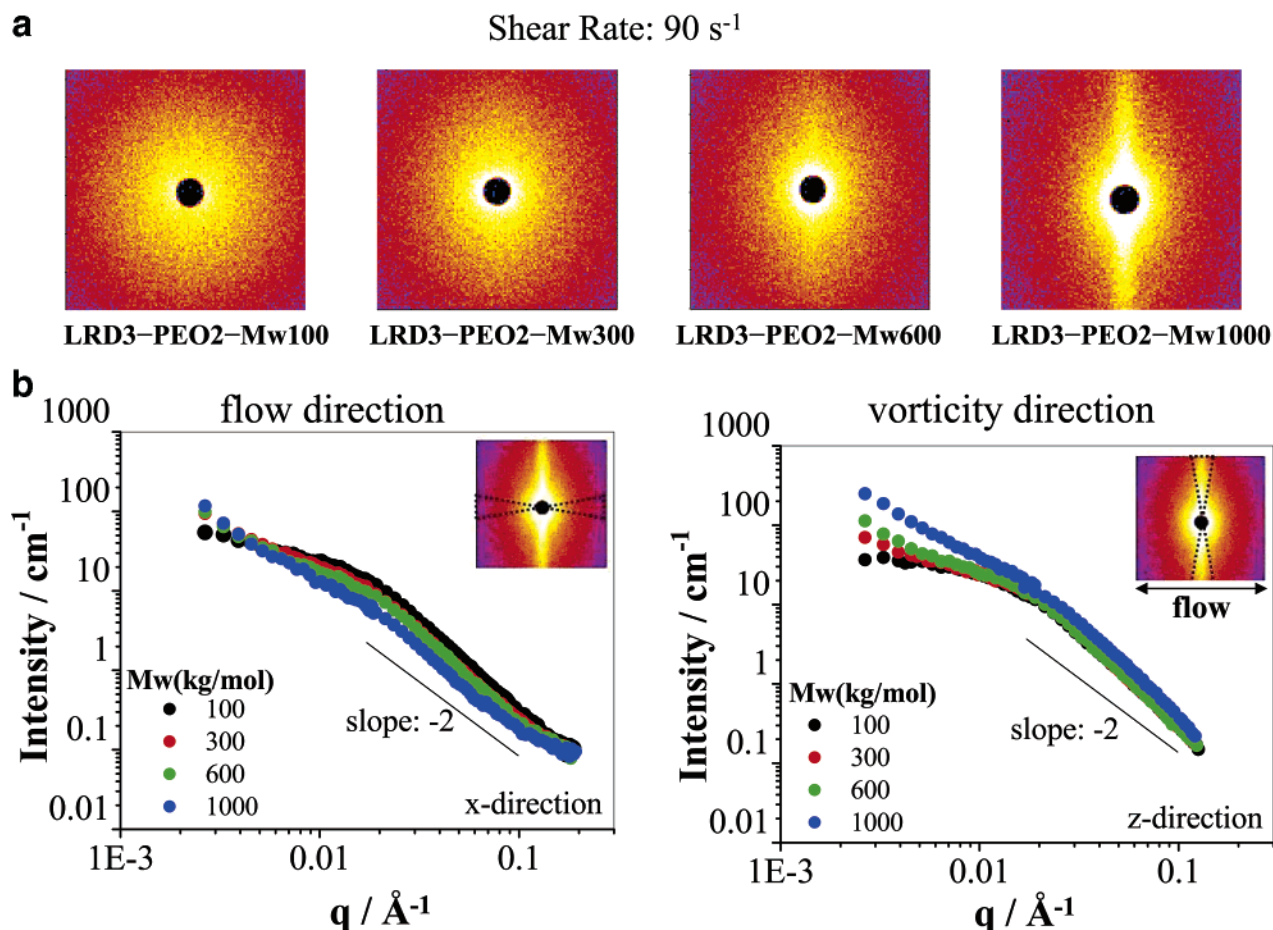 a
Shear Rate: 90 s⁻¹
LRD3−PEO2−Mw100
LRD3−PEO2−Mw300
LRD3−PEO2−Mw600
LRD3−PEO2−Mw1000
b
flow direction
1000
100
10
1
0.1
0.01
Intensity / cm⁻¹
Mw(kg/mol)
100
300
600
1000
slope: -2
x-direction
1E-3
0.01
0.1
q / Å⁻¹
vorticity direction
1000
100
10
1
0.1
0.01
Intensity / cm⁻¹
flow
Mw(kg/mol)
100
300
600
1000
slope: -2
z-direction
1E-3
0.01
0.1
q / Å⁻¹